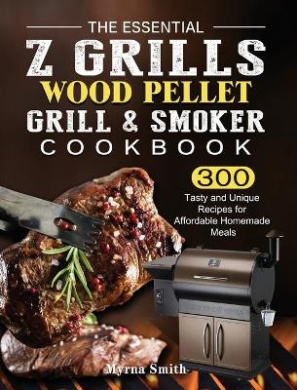 THE ESSENTIAL
Z GRILLS
WOOD PELLET
GRILL & SMOKER
COOKBOOK
300
Tasty and Unique
Recipes for
Affordable Homemade
Meals
Myrna Smith